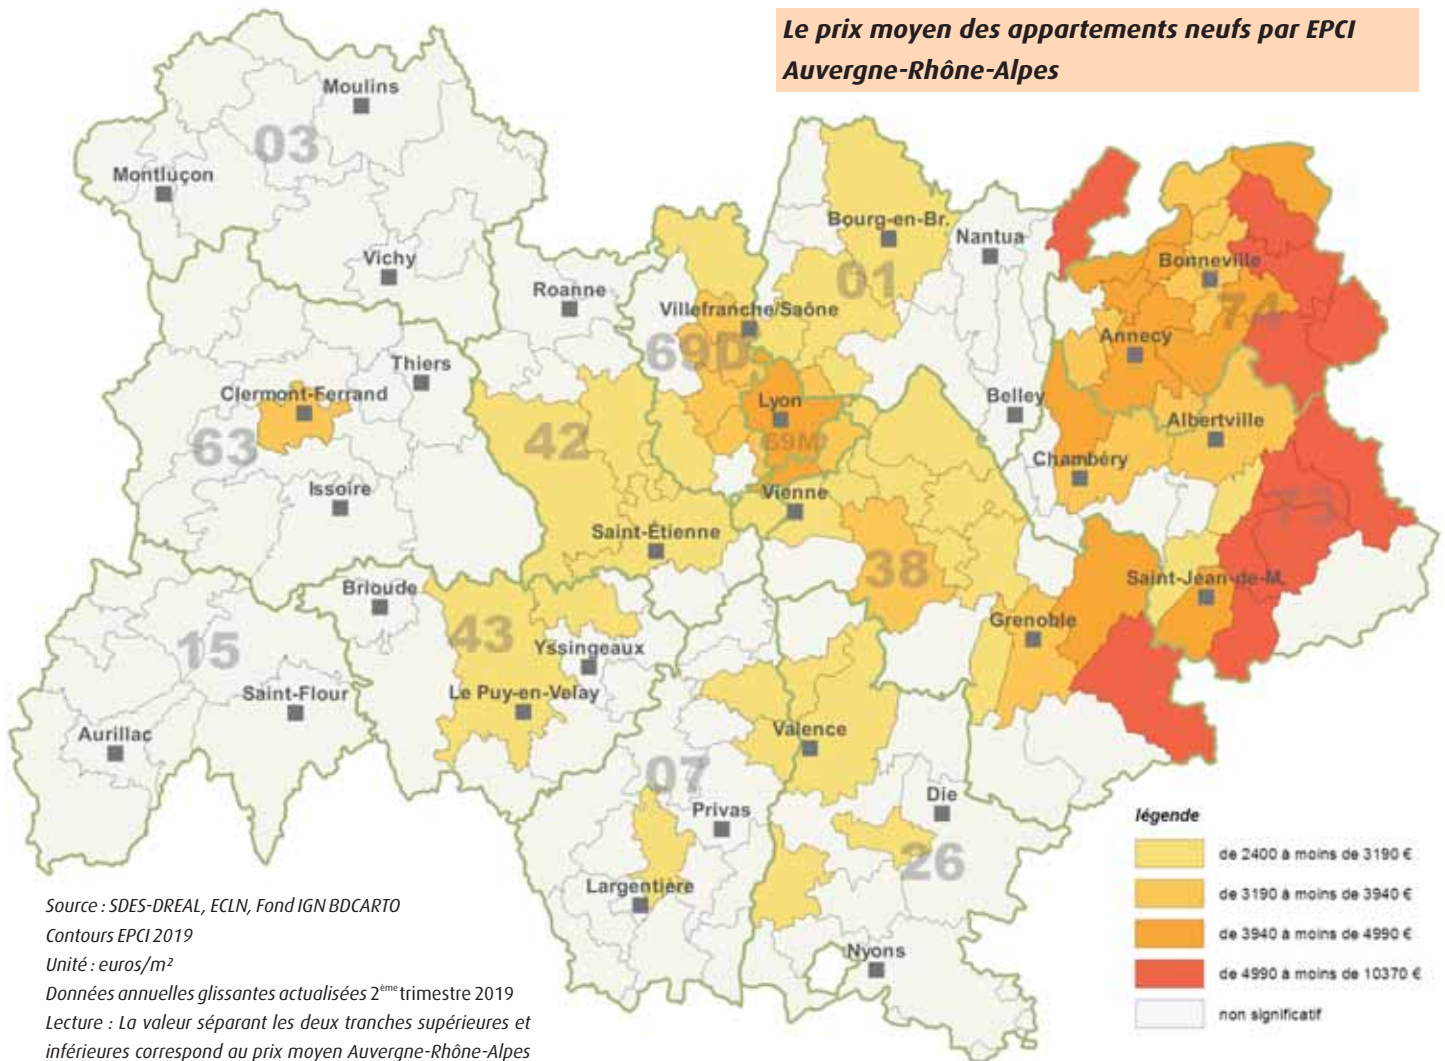 Le prix moyen des appartements neufs par EPCI
Auvergne-Rhône-Alpes
Moulins
03
Montluçon
Vichy
Bourg-en-Br.
Nantua
01
Roanne
Villefranche/Saône
69D
Bonneville
74
Annecy
Thiers
Clermont-Ferrand
63
Issoire
42
Lyon
69M
Belley
Albertville
Chambéry
Vienne
73
Saint-Étienne
38
Saint-Jean-de-M.
Grenoble
Brioude
43
Yssingeaux
15
Saint-Flour
Le Puy-en-Velay
Aurillac
Valence
07
Privas
Die
26
Largentière
Nyons
légende
de 2400 à moins de 3190 €
de 3190 à moins de 3940 €
de 3940 à moins de 4990 €
de 4990 à moins de 10370 €
non significatif
Source : SDES-DREAL, ECLN, Fond IGN BDCARTO
Contours EPCI 2019
Unité : euros/m²
Données annuelles glissantes actualisées 2ème trimestre 2019
Lecture : La valeur séparant les deux tranches supérieures et
inférieures correspond au prix moyen Auvergne-Rhône-Alpes